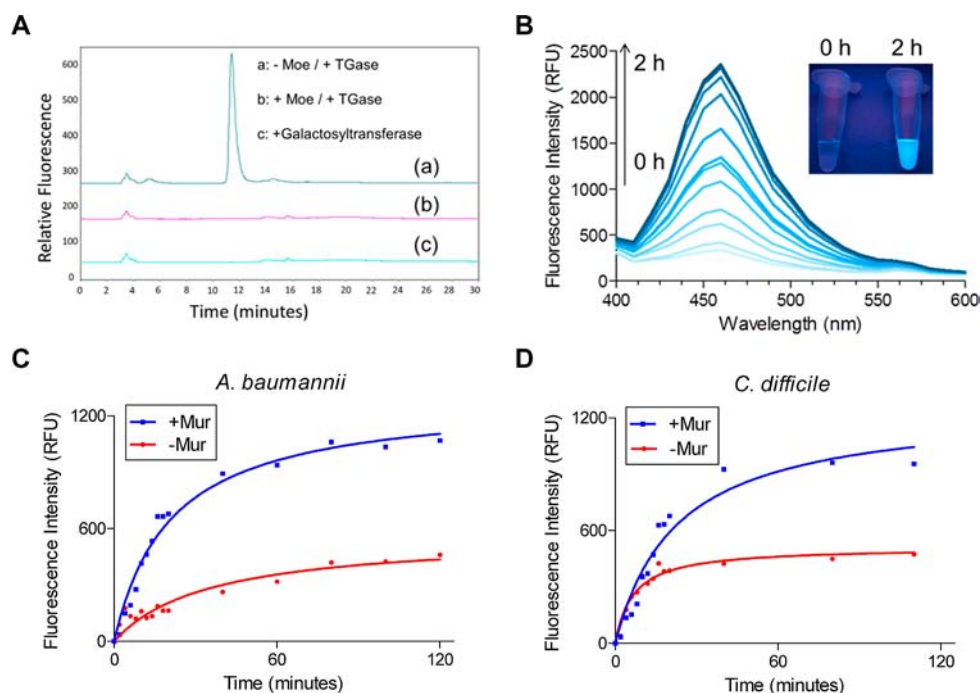 A
Relative Fluorescence
600
500
400
300
200
100
0
a: - Moe / + TGase
b: + Moe / + TGase
c: +Galactosyltransferase
(a)
(b)
(c)
0 2 4 6 8 10 12 14 16 18 20 22 24 26 28 30
Time (minutes)
B
Fluorescence Intensity (RFU)
2500
2000
1500
1000
500
0
2 h
0 h
0 h 2 h
400 450 500 550 600
Wavelength (nm)
C
A. baumannii
+Mur
-Mur
Fluorescence Intensity (RFU)
1200
600
0
0 60 120
Time (minutes)
D
C. difficile
+Mur
-Mur
Fluorescence Intensity (RFU)
1200
600
0
0 60 120
Time (minutes)